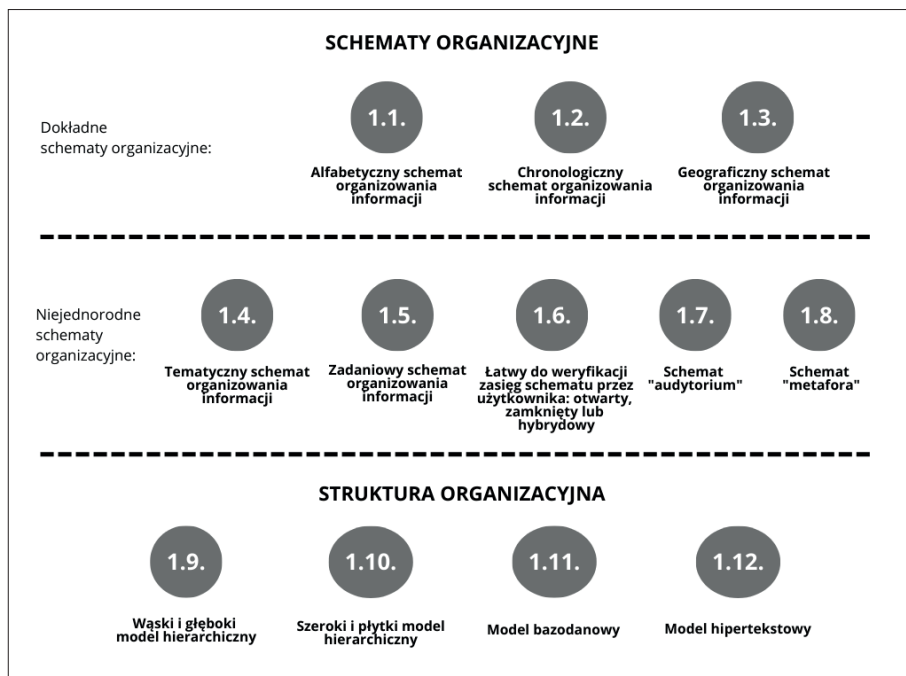 SCHEMATY ORGANIZACYJNE
Dokładne
schematy organizacyjne:
1.1.
1.2.
1.3.
Alfabetyczny schemat
organizowania
informacji
Chronologiczny
schemat organizowania
informacji
Geograficzny schemat
organizowania
informacji
Niejednorodne
schematy
organizacyjne:
1.4.
1.5.
1.6.
1.7.
1.8.
Tematyczny schemat
organizowania
informacji
Zadaniowy schemat
organizowania
informacji
Łatwy do weryfikacji
zasięg schematu przez
użytkownika: otwarty,
zamknięty lub
hybrydowy
Schemat
"audytorium"
Schemat
"metafora"
STRUKTURA ORGANIZACYJNA
1.9.
1.10.
1.11.
1.12.
Wąski i głęboki
model hierarchiczny
Szeroki i płytki model
hierarchiczny
Model bazodanowy
Model hipertekstowy